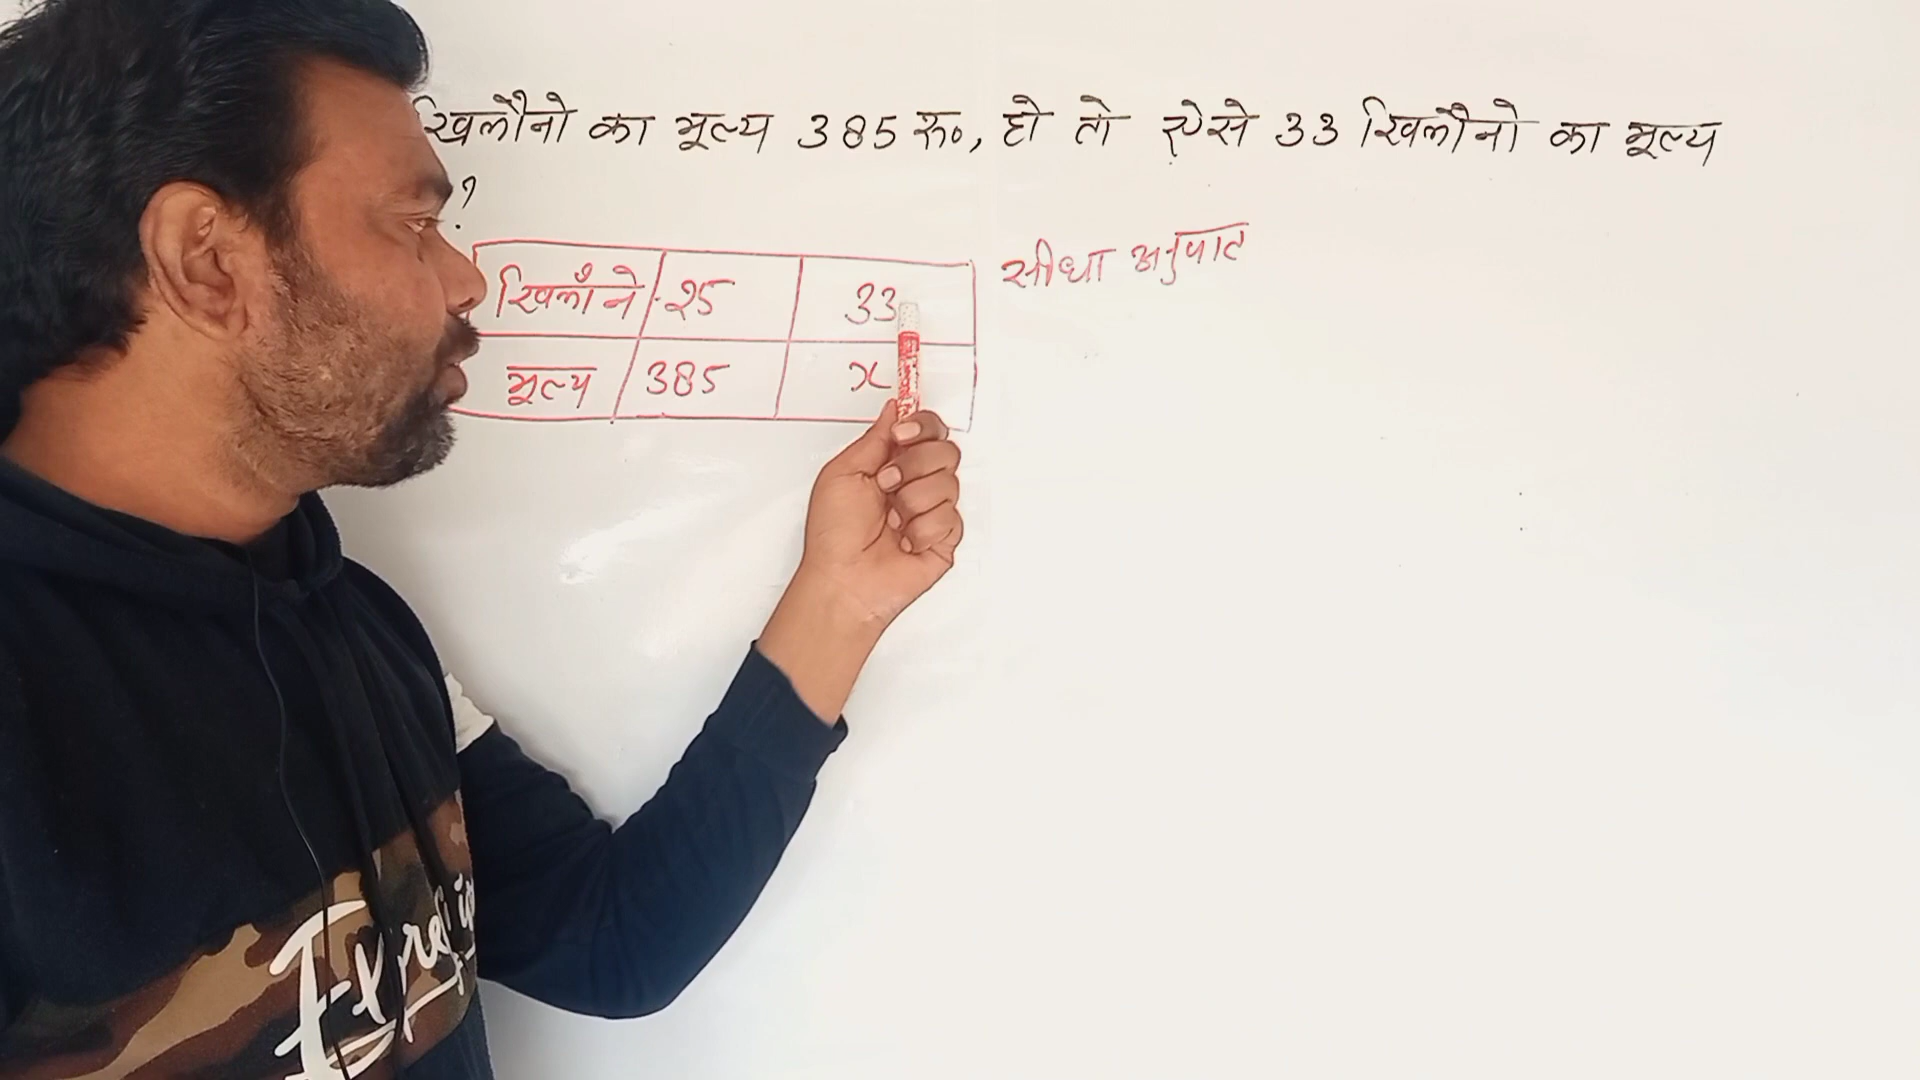 खिलौनो का मूल्य 385 रू०, हो तो ऐसे 33 खिलौनो का मूल्य
?
सीधा अनुपात
खिलौने 25 33
मूल्य 385 x